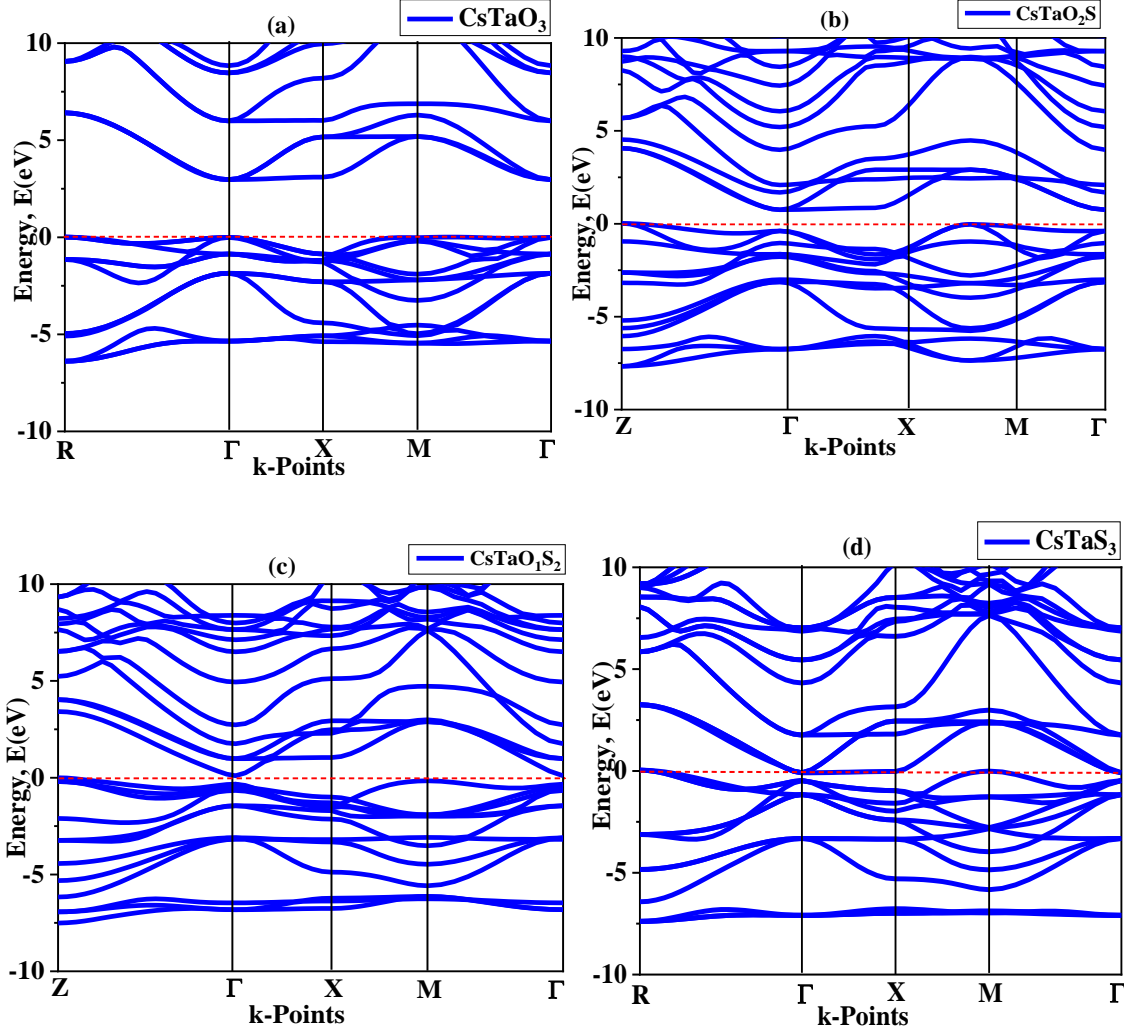 (a)
CsTaO₃
10
5
0
-5
-10
Energy, E(eV)
R
Γ
X
M
Γ
k-Points
(b)
CsTaO₂S
10
5
0
-5
-10
Energy, E(eV)
Z
Γ
X
M
Γ
k-Points
(c)
CsTaO₁S₂
10
5
0
-5
-10
Energy, E(eV)
Z
Γ
X
M
Γ
k-Points
(d)
CsTaS₃
10
5
0
-5
-10
Energy, E(eV)
R
Γ
X
M
Γ
k-Points